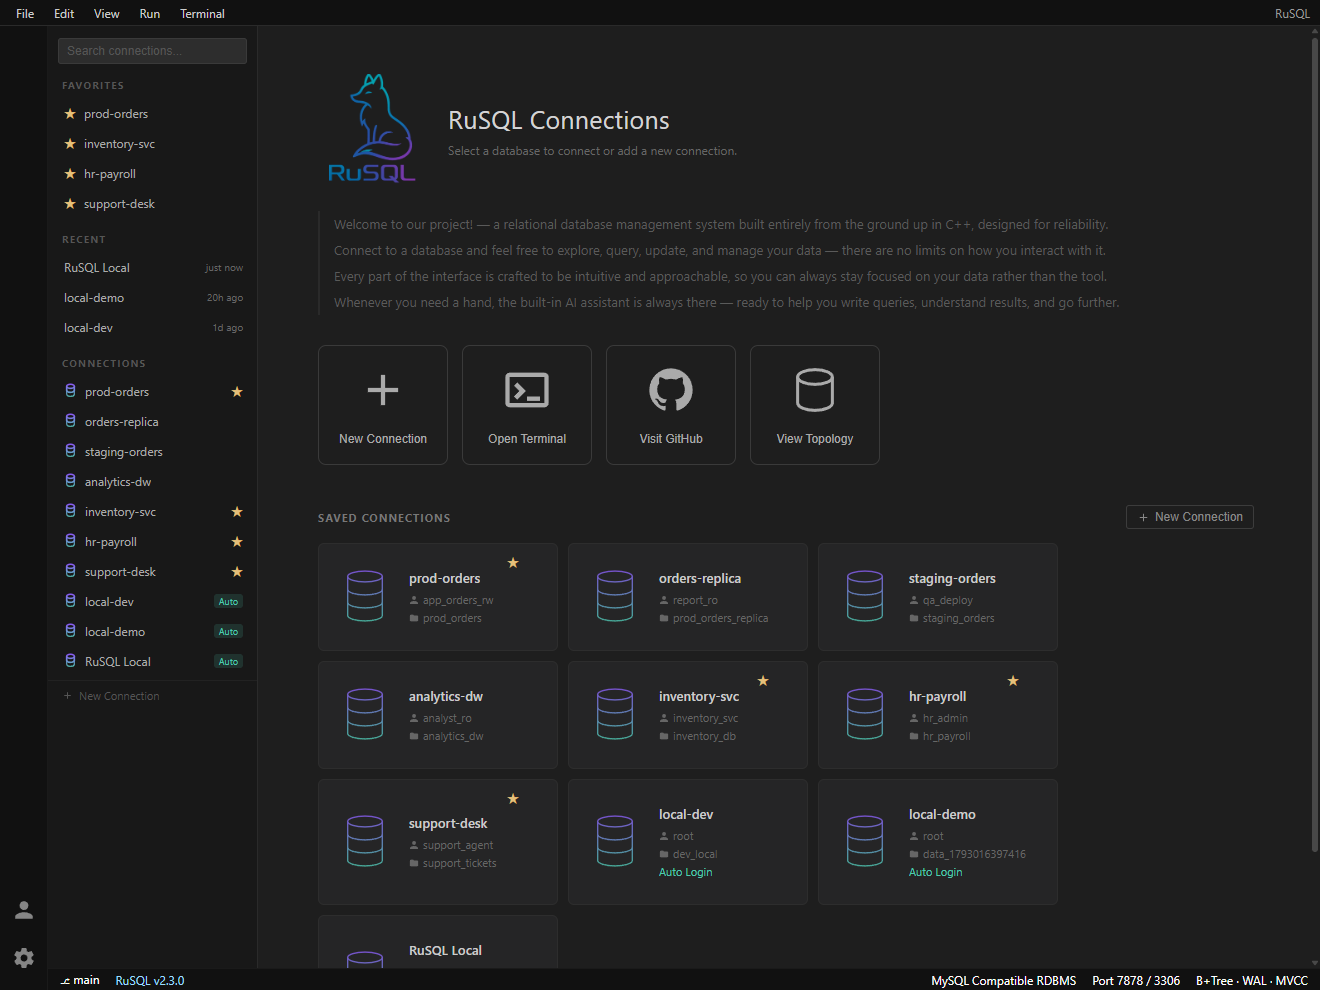 File Edit View Run Terminal RuSQL
Search connections...
FAVORITES
prod-orders
inventory-svc
hr-payroll
support-desk
RECENT
RuSQL Local just now
local-demo 20h ago
local-dev 1d ago
CONNECTIONS
prod-orders
orders-replica
staging-orders
analytics-dw
inventory-svc
hr-payroll
support-desk
local-dev Auto
local-demo Auto
RuSQL Local Auto
+ New Connection
RuSQL
RuSQL Connections
Select a database to connect or add a new connection.
Welcome to our project! — a relational database management system built entirely from the ground up in C++, designed for reliability.
Connect to a database and feel free to explore, query, update, and manage your data — there are no limits on how you interact with it.
Every part of the interface is crafted to be intuitive and approachable, so you can always stay focused on your data rather than the tool.
Whenever you need a hand, the built-in AI assistant is always there — ready to help you write queries, understand results, and go further.
New Connection
Open Terminal
Visit GitHub
View Topology
SAVED CONNECTIONS
+ New Connection
prod-orders
app_orders_rw
prod_orders
orders-replica
report_ro
prod_orders_replica
staging-orders
qa_deploy
staging_orders
analytics-dw
analyst_ro
analytics_dw
inventory-svc
inventory_svc
inventory_db
hr-payroll
hr_admin
hr_payroll
support-desk
support_agent
support_tickets
local-dev
root
dev_local
Auto Login
local-demo
root
data_1793016397416
Auto Login
RuSQL Local
main RuSQL v2.3.0 MySQL Compatible RDBMS Port 7878 / 3306 B+Tree · WAL · MVCC